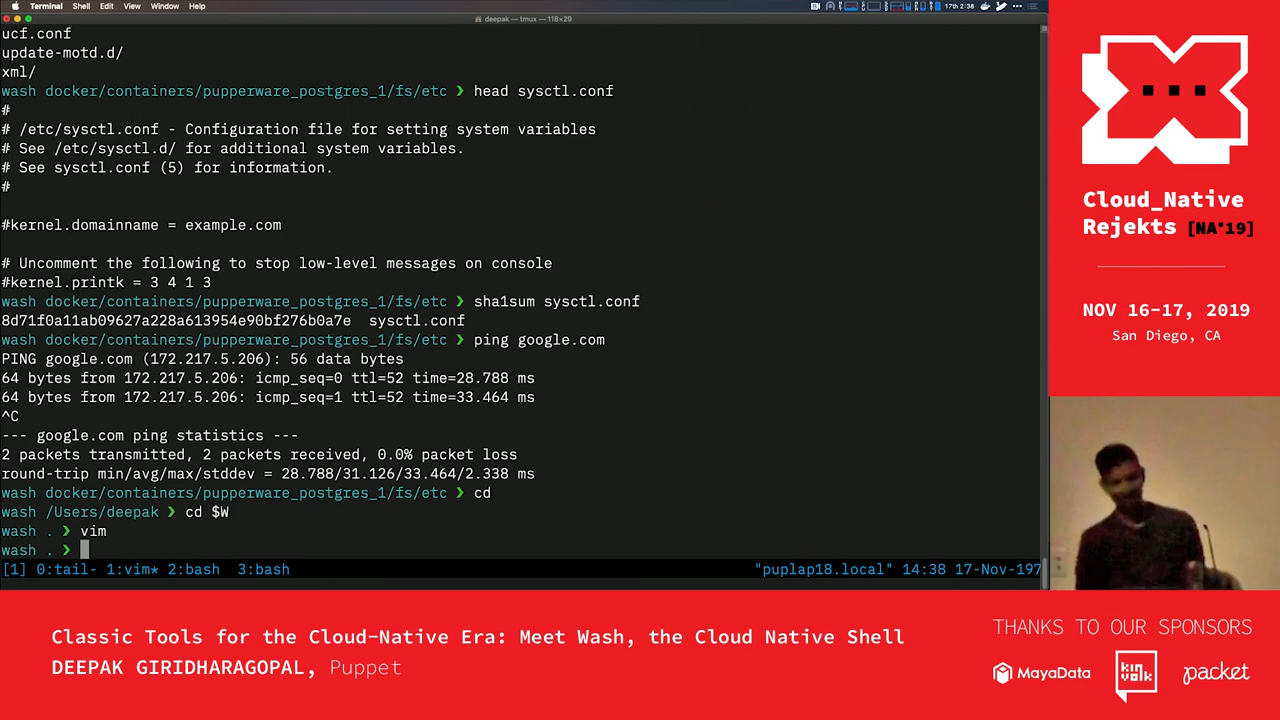 Terminal Shell Edit View Window Help 17th 2:38
deepak — tmux — 118×29
ucf.conf
update-motd.d/
xml/
wash docker/containers/pupperware_postgres_1/fs/etc ❯ head sysctl.conf
#
# /etc/sysctl.conf - Configuration file for setting system variables
# See /etc/sysctl.d/ for additional system variables.
# See sysctl.conf (5) for information.
#
#kernel.domainname = example.com
# Uncomment the following to stop low-level messages on console
#kernel.printk = 3 4 1 3
wash docker/containers/pupperware_postgres_1/fs/etc ❯ sha1sum sysctl.conf
8d71f0a11ab09627a228a613954e90bf276b0a7e  sysctl.conf
wash docker/containers/pupperware_postgres_1/fs/etc ❯ ping google.com
PING google.com (172.217.5.206): 56 data bytes
64 bytes from 172.217.5.206: icmp_seq=0 ttl=52 time=28.788 ms
64 bytes from 172.217.5.206: icmp_seq=1 ttl=52 time=33.464 ms
^C
--- google.com ping statistics ---
2 packets transmitted, 2 packets received, 0.0% packet loss
round-trip min/avg/max/stddev = 28.788/31.126/33.464/2.338 ms
wash docker/containers/pupperware_postgres_1/fs/etc ❯ cd
wash /Users/deepak ❯ cd $W
wash . ❯ vim
wash . ❯
[1] 0:tail- 1:vim* 2:bash  3:bash "puplap18.local" 14:38 17-Nov-197
Cloud_Native
Rejekts [NA'19]
NOV 16-17, 2019
San Diego, CA
Classic Tools for the Cloud-Native Era: Meet Wash, the Cloud Native Shell
DEEPAK GIRIDHARAGOPAL, Puppet
THANKS TO OUR SPONSORS
MayaData
kinvolk
packet